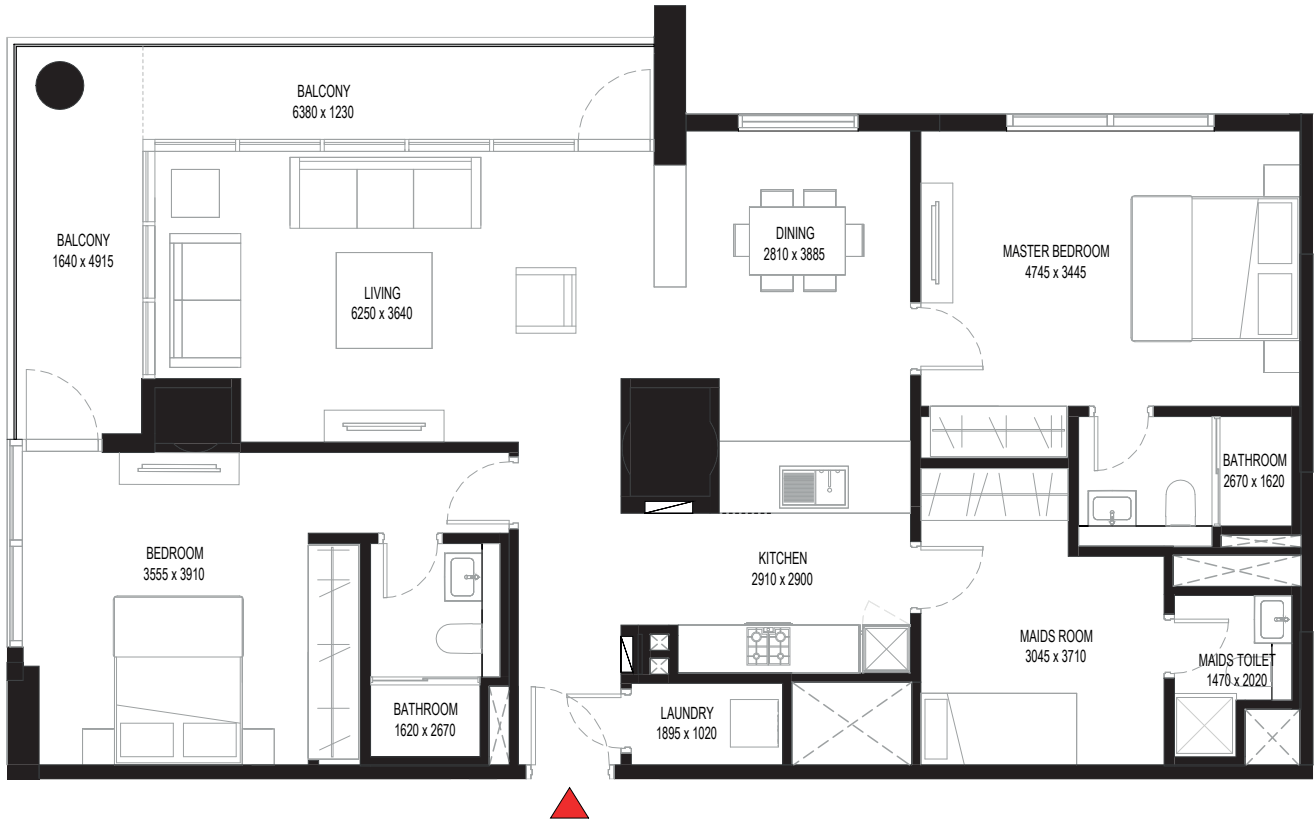 BALCONY
6380 x 1230
BALCONY
1640 x 4915
LIVING
6250 x 3640
DINING
2810 x 3885
MASTER BEDROOM
4745 x 3445
BATHROOM
2670 x 1620
BEDROOM
3555 x 3910
KITCHEN
2910 x 2900
MAIDS ROOM
3045 x 3710
MAIDS TOILET
1470 x 2020
BATHROOM
1620 x 2670
LAUNDRY
1895 x 1020